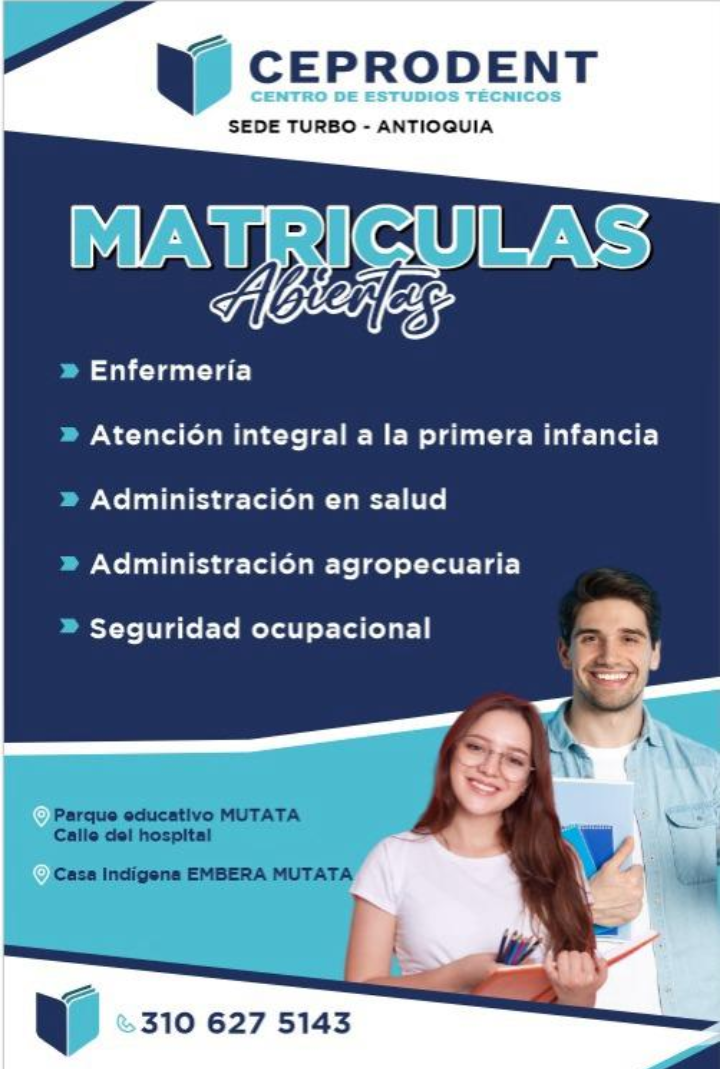 CEPRODENT
CENTRO DE ESTUDIOS TÉCNICOS
SEDE TURBO - ANTIOQUIA
MATRICULAS
Abiertas
Enfermería
Atención integral a la primera infancia
Administración en salud
Administración agropecuaria
Seguridad ocupacional
Parque educativo MUTATA
Calle del hospital
Casa Indígena EMBERA MUTATA
310 627 5143